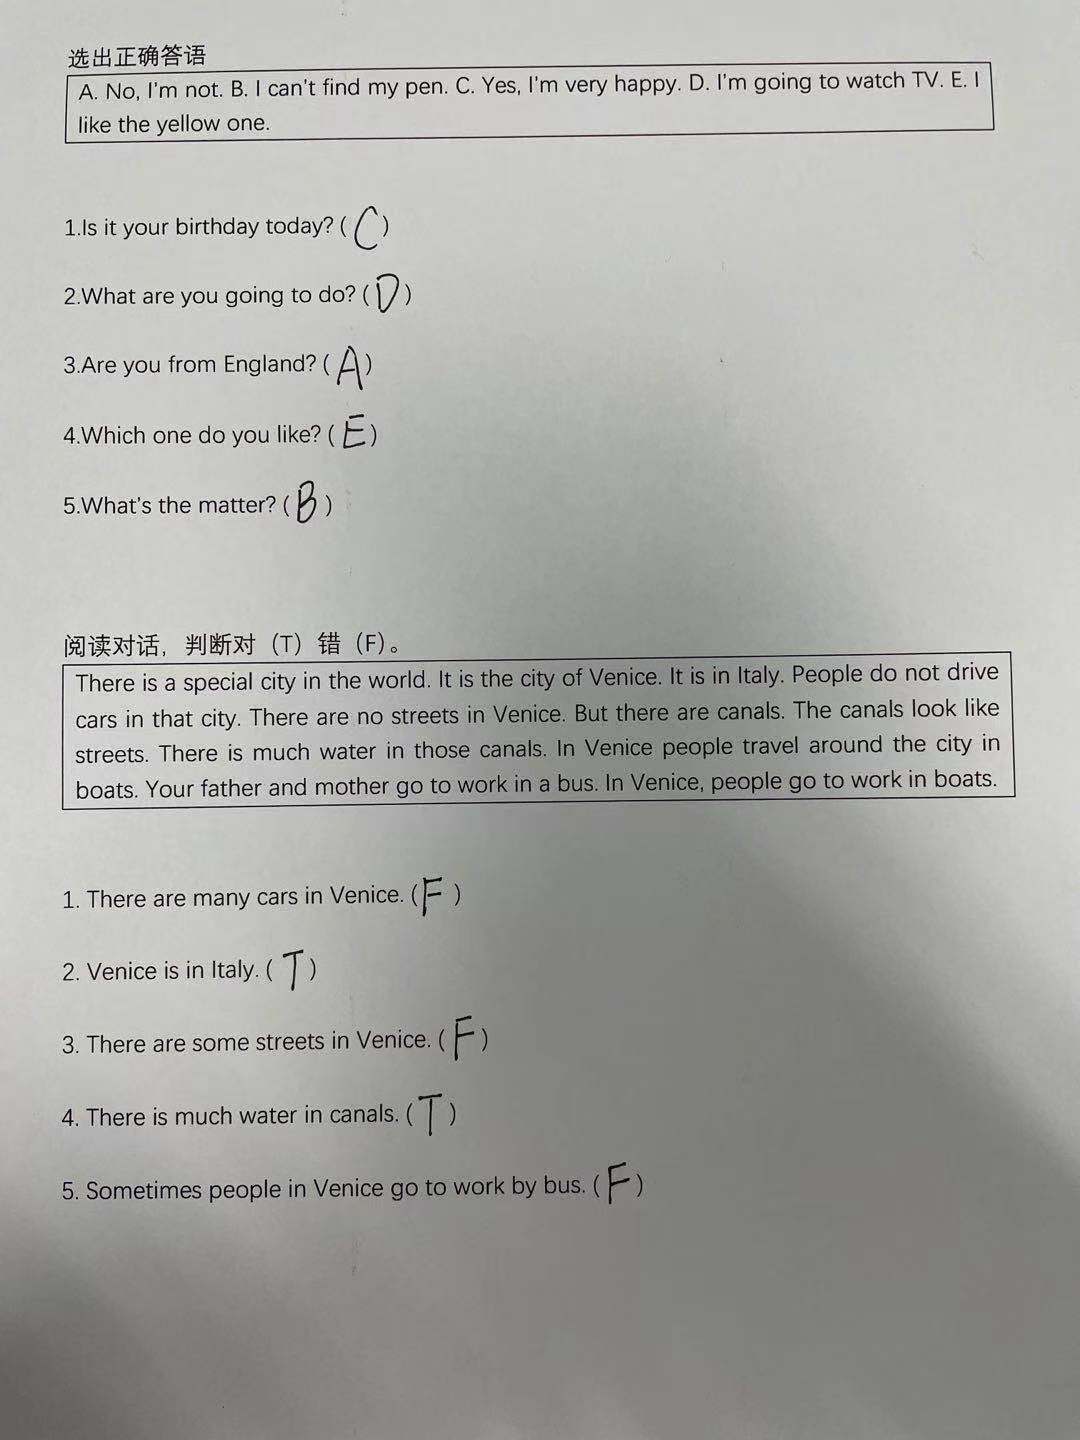 选出正确答语
A. No, I'm not. B. I can't find my pen. C. Yes, I'm very happy. D. I'm going to watch TV. E. I
like the yellow one.
1.Is it your birthday today? (C)
2.What are you going to do? (D)
3.Are you from England? (A)
4.Which one do you like? (E)
5.What's the matter? (B)
阅读对话，判断对（T）错（F）。
There is a special city in the world. It is the city of Venice. It is in Italy. People do not drive
cars in that city. There are no streets in Venice. But there are canals. The canals look like
streets. There is much water in those canals. In Venice people travel around the city in
boats. Your father and mother go to work in a bus. In Venice, people go to work in boats.
1. There are many cars in Venice. (F)
2. Venice is in Italy. (T)
3. There are some streets in Venice. (F)
4. There is much water in canals. (T)
5. Sometimes people in Venice go to work by bus. (F)